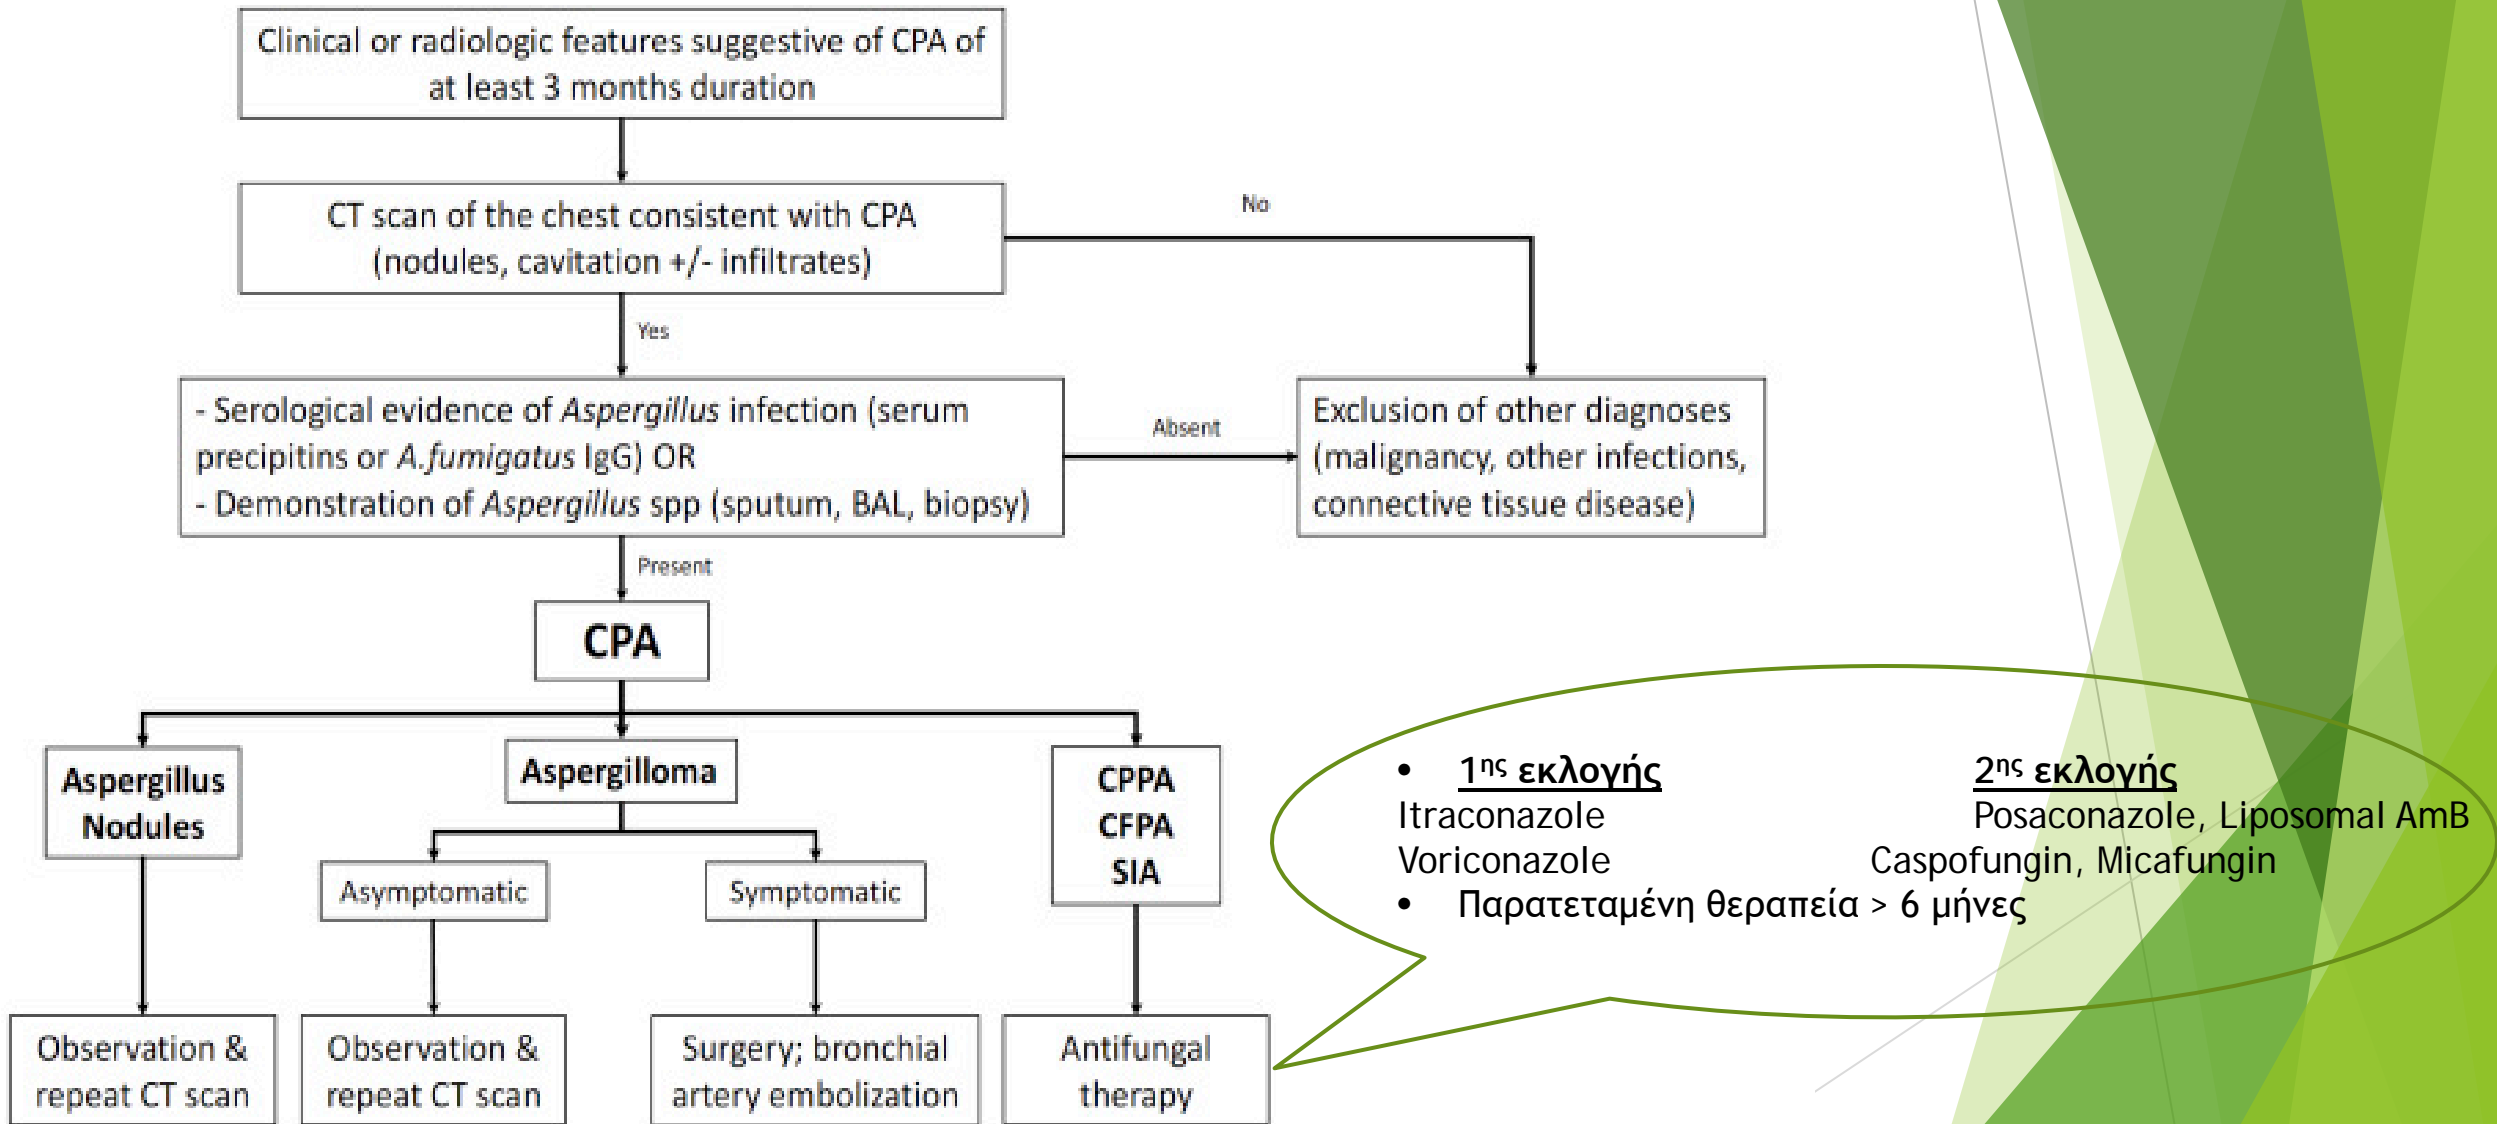 Clinical or radiologic features suggestive of CPA of
at least 3 months duration
CT scan of the chest consistent with CPA
(nodules, cavitation +/- infiltrates)
No
Yes
- Serological evidence of Aspergillus infection (serum
precipitins or A.fumigatus IgG) OR
- Demonstration of Aspergillus spp (sputum, BAL, biopsy)
Absent
Exclusion of other diagnoses
(malignancy, other infections,
connective tissue disease)
Present
CPA
Aspergillus
Nodules
Aspergilloma
CPPA
CFPA
SIA
Asymptomatic
Symptomatic
Observation &
repeat CT scan
Observation &
repeat CT scan
Surgery; bronchial
artery embolization
Antifungal
therapy
• 1ης εκλογής 2ης εκλογής
Itraconazole Posaconazole, Liposomal AmB
Voriconazole Caspofungin, Micafungin
• Παρατεταμένη θεραπεία > 6 μήνες